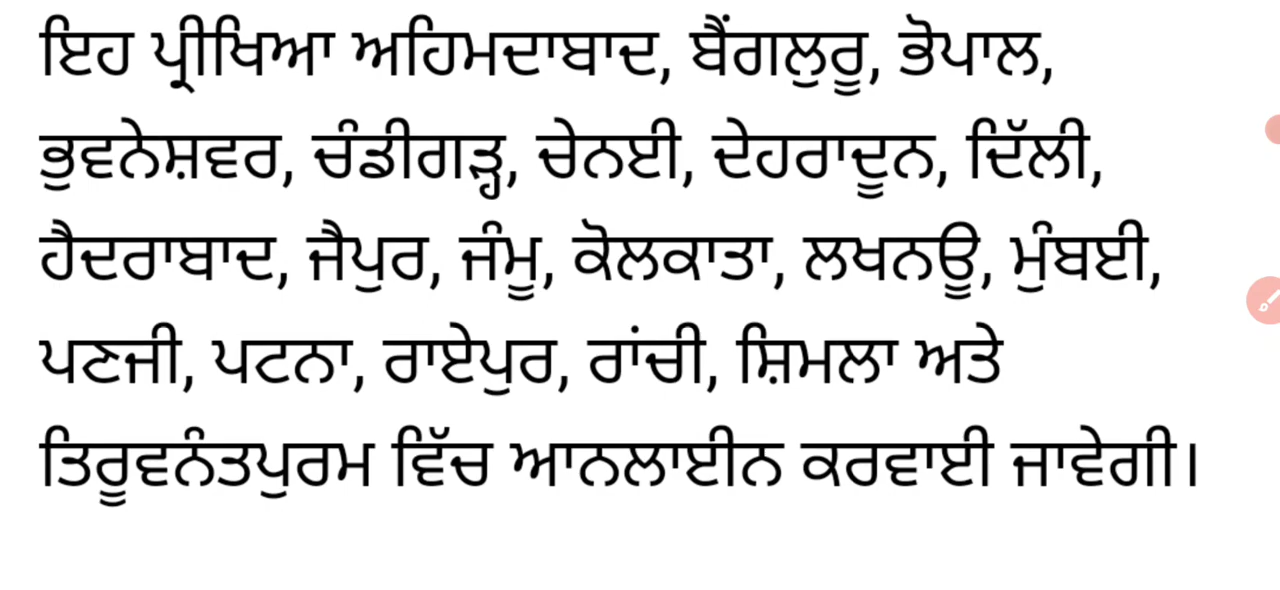 ਇਹ ਪ੍ਰੀਖਿਆ ਅਹਿਮਦਾਬਾਦ, ਬੈਂਗਲੁਰੂ, ਭੋਪਾਲ,
ਭੁਵਨੇਸ਼ਵਰ, ਚੰਡੀਗੜ੍ਹ, ਚੇਨਈ, ਦੇਹਰਾਦੂਨ, ਦਿੱਲੀ,
ਹੈਦਰਾਬਾਦ, ਜੈਪੁਰ, ਜੰਮੂ, ਕੋਲਕਾਤਾ, ਲਖਨਊ, ਮੁੰਬਈ,
ਪਣਜੀ, ਪਟਨਾ, ਰਾਏਪੁਰ, ਰਾਂਚੀ, ਸ਼ਿਮਲਾ ਅਤੇ
ਤਿਰੂਵਨੰਤਪੁਰਮ ਵਿੱਚ ਆਨਲਾਈਨ ਕਰਵਾਈ ਜਾਵੇਗੀ।